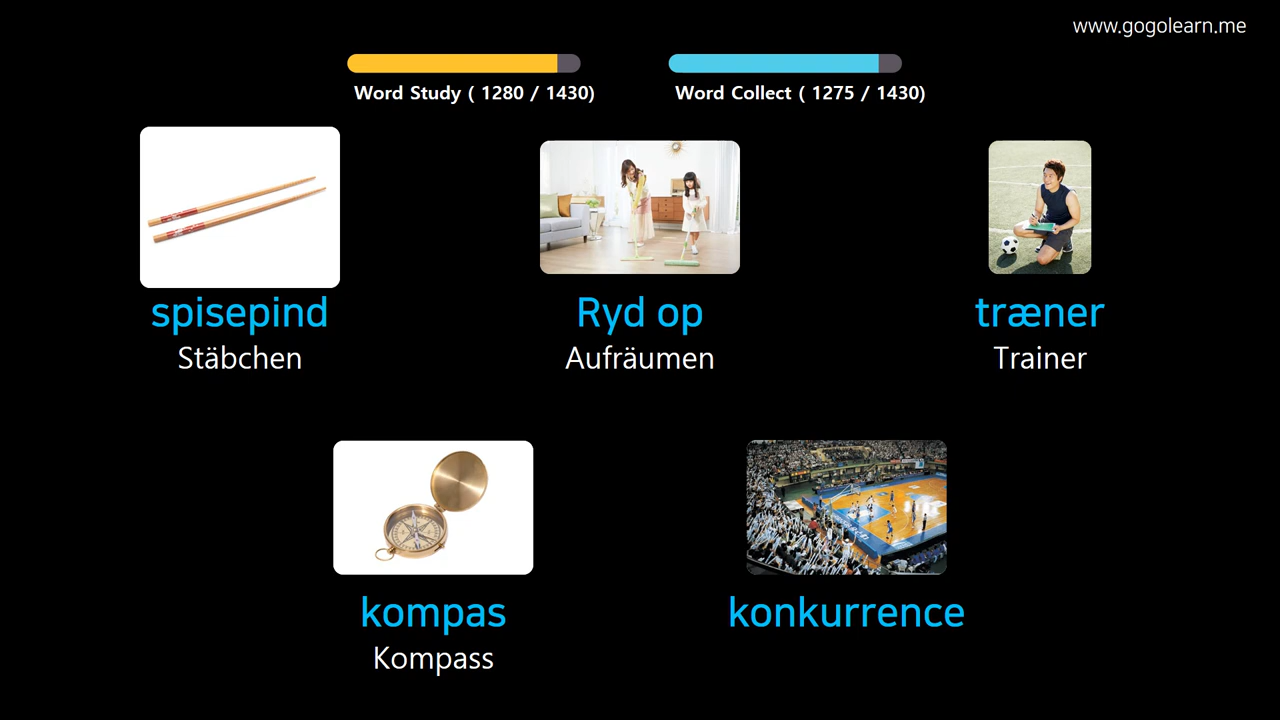 www.gogolearn.me
Word Study ( 1280 / 1430)
Word Collect ( 1275 / 1430)
spisepind
Stäbchen
Ryd op
Aufräumen
træner
Trainer
kompas
Kompass
konkurrence